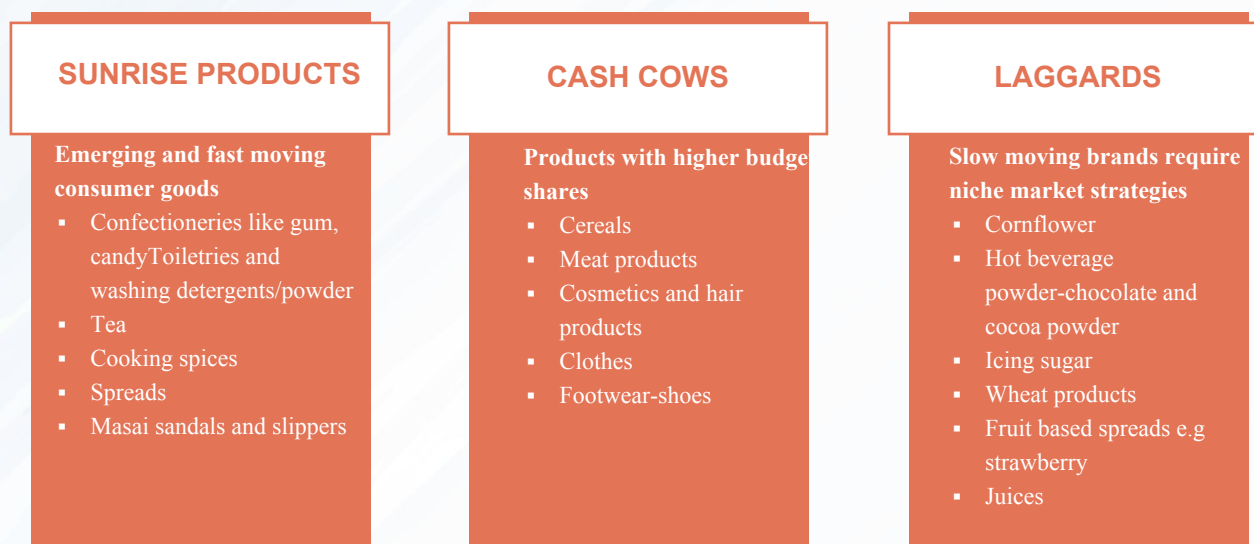 SUNRISE PRODUCTS
Emerging and fast moving
consumer goods
▪ Confectioneries like gum,
candyToiletries and
washing detergents/powder
▪ Tea
▪ Cooking spices
▪ Spreads
▪ Masai sandals and slippers
CASH COWS
Products with higher budge
shares
▪ Cereals
▪ Meat products
▪ Cosmetics and hair
products
▪ Clothes
▪ Footwear-shoes
LAGGARDS
Slow moving brands require
niche market strategies
▪ Cornflower
▪ Hot beverage
powder-chocolate and
cocoa powder
▪ Icing sugar
▪ Wheat products
▪ Fruit based spreads e.g
strawberry
▪ Juices